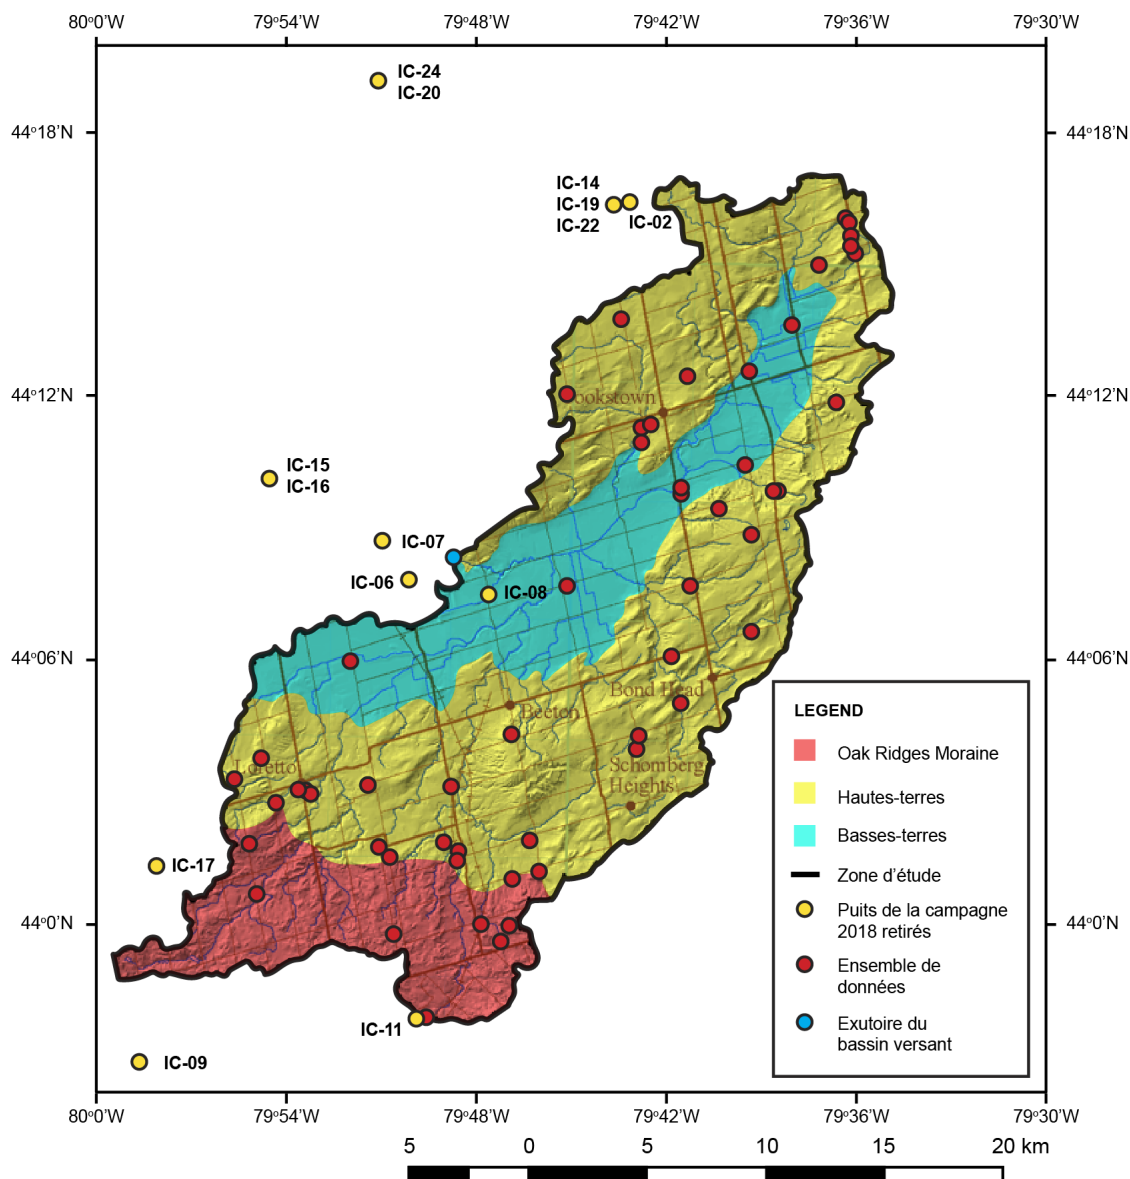 80°0'W 79°54'W 79°48'W 79°42'W 79°36'W 79°30'W
IC-24
IC-20
44°18'N 44°18'N
IC-14
IC-19
IC-22
IC-02
44°12'N 44°12'N
ookstown
IC-15
IC-16
IC-07
IC-06
IC-08
44°06'N 44°06'N
Bond Head
Beeton
Loretto
Schomberg
Heights
IC-17
44°0'N 44°0'N
IC-11
IC-09
LEGEND
Oak Ridges Moraine
Hautes-terres
Basses-terres
Zone d'étude
Puits de la campagne
2018 retirés
Ensemble de
données
Exutoire du
bassin versant
80°0'W 79°54'W 79°48'W 79°42'W 79°36'W 79°30'W
5 0 5 10 15 20 km